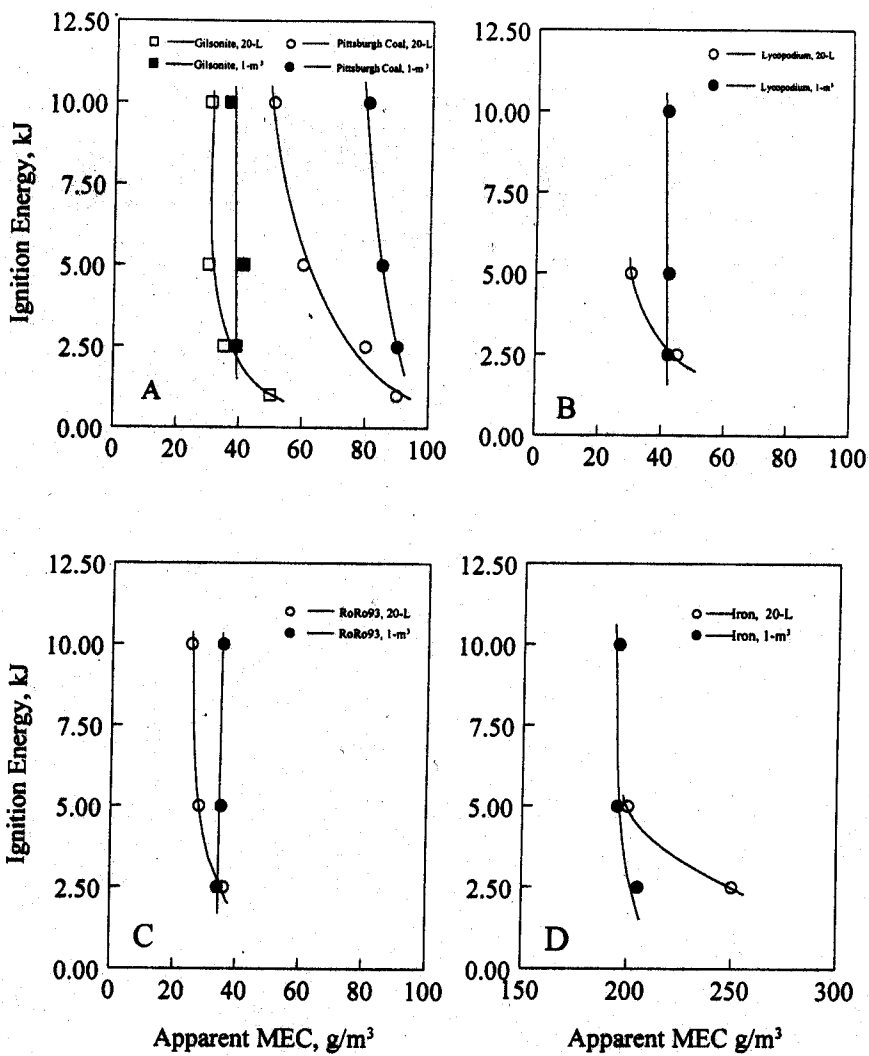 12.50
10.00
7.50
5.00
2.50
0.00
Ignition Energy, kJ
Gilsonite, 20-L
Pittsburgh Coal, 20-L
Gilsonite, 1-m³
Pittsburgh Coal, 1-m³
A
0 20 40 60 80 100
12.50
10.00
7.50
5.00
2.50
0.00
Lycopodium, 20-L
Lycopodium, 1-m³
B
0 20 40 60 80 100
12.50
10.00
7.50
5.00
2.50
0.00
Ignition Energy, kJ
RoRo93, 20-L
RoRo93, 1-m³
C
0 20 40 60 80 100
Apparent MEC, g/m³
12.50
10.00
7.50
5.00
2.50
0.00
Iron, 20-L
Iron, 1-m³
D
150 200 250 300
Apparent MEC g/m³